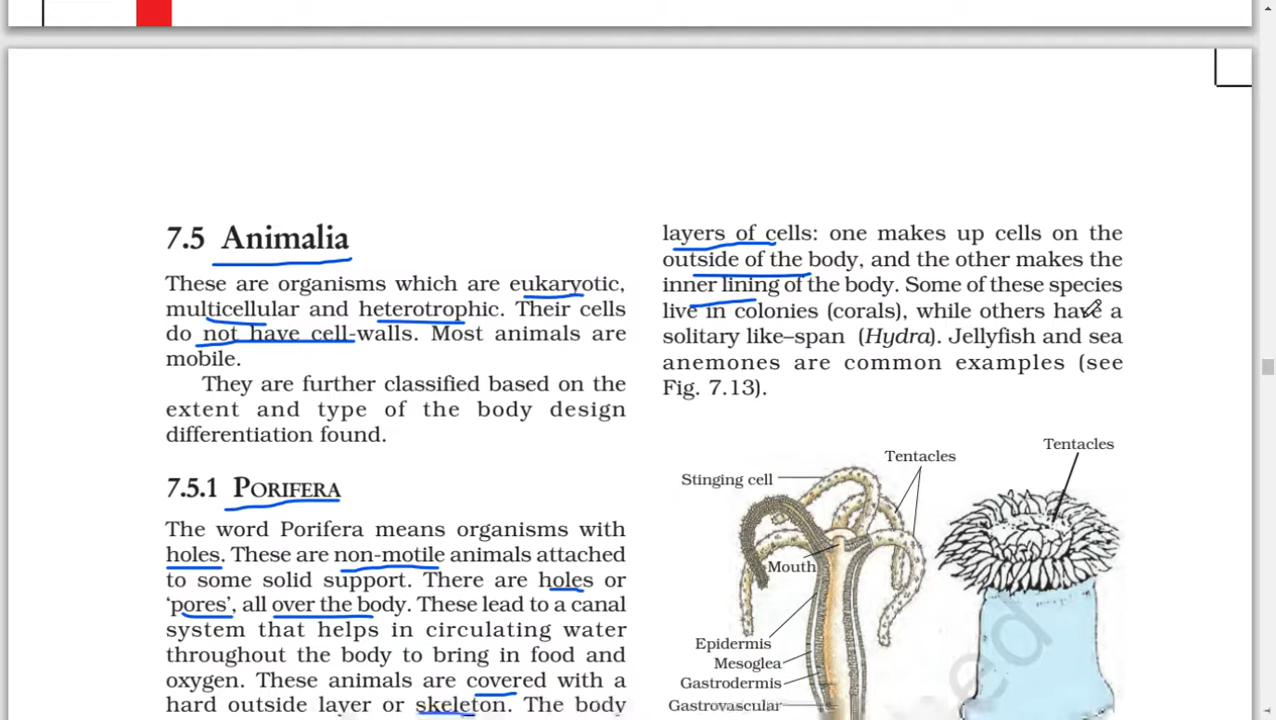 7.5 Animalia
These are organisms which are eukaryotic,
multicellular and heterotrophic. Their cells
do not have cell-walls. Most animals are
mobile.
They are further classified based on the
extent and type of the body design
differentiation found.
7.5.1 PORIFERA
The word Porifera means organisms with
holes. These are non-motile animals attached
to some solid support. There are holes or
‘pores’, all over the body. These lead to a canal
system that helps in circulating water
throughout the body to bring in food and
oxygen. These animals are covered with a
hard outside layer or skeleton. The body
layers of cells: one makes up cells on the
outside of the body, and the other makes the
inner lining of the body. Some of these species
live in colonies (corals), while others have a
solitary like–span (Hydra). Jellyfish and sea
anemones are common examples (see
Fig. 7.13).
Tentacles
Tentacles
Stinging cell
Mouth
Epidermis
Mesoglea
Gastrodermis
Gastrovascular
ed